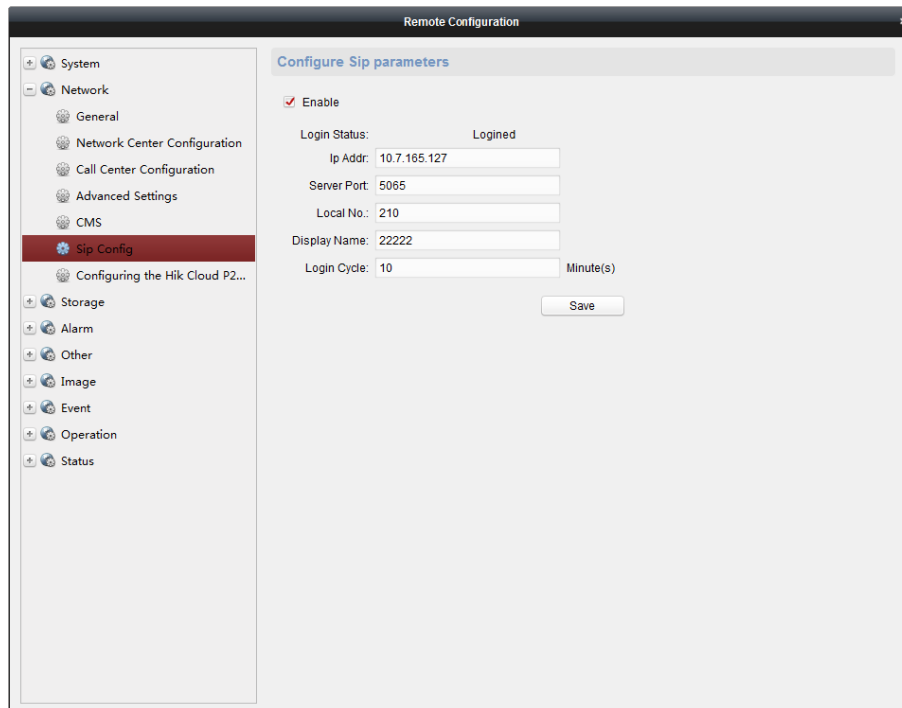 Remote Configuration
System
Network
General
Network Center Configuration
Call Center Configuration
Advanced Settings
CMS
Sip Config
Configuring the Hik Cloud P2...
Storage
Alarm
Other
Image
Event
Operation
Status
Configure Sip parameters
Enable
Login Status: Logined
Ip Addr: 10.7.165.127
Server Port: 5065
Local No.: 210
Display Name: 22222
Login Cycle: 10 Minute(s)
Save